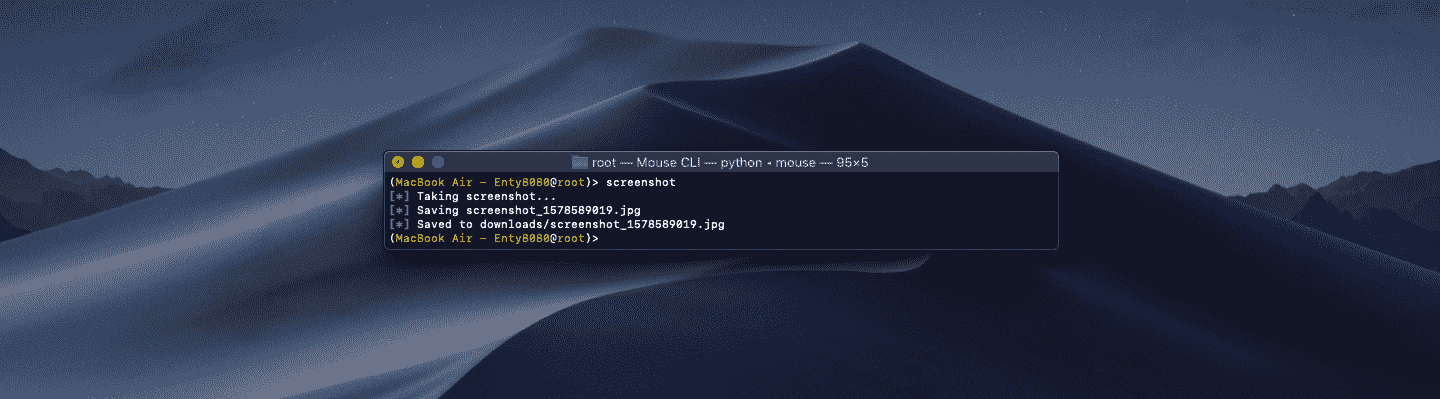 root — Mouse CLI — python ◂ mouse — 95×5
(MacBook Air – Enty8080@root)> screenshot
[*] Taking screenshot...
[*] Saving screenshot_1578589019.jpg
[*] Saved to downloads/screenshot_1578589019.jpg
(MacBook Air – Enty8080@root)>